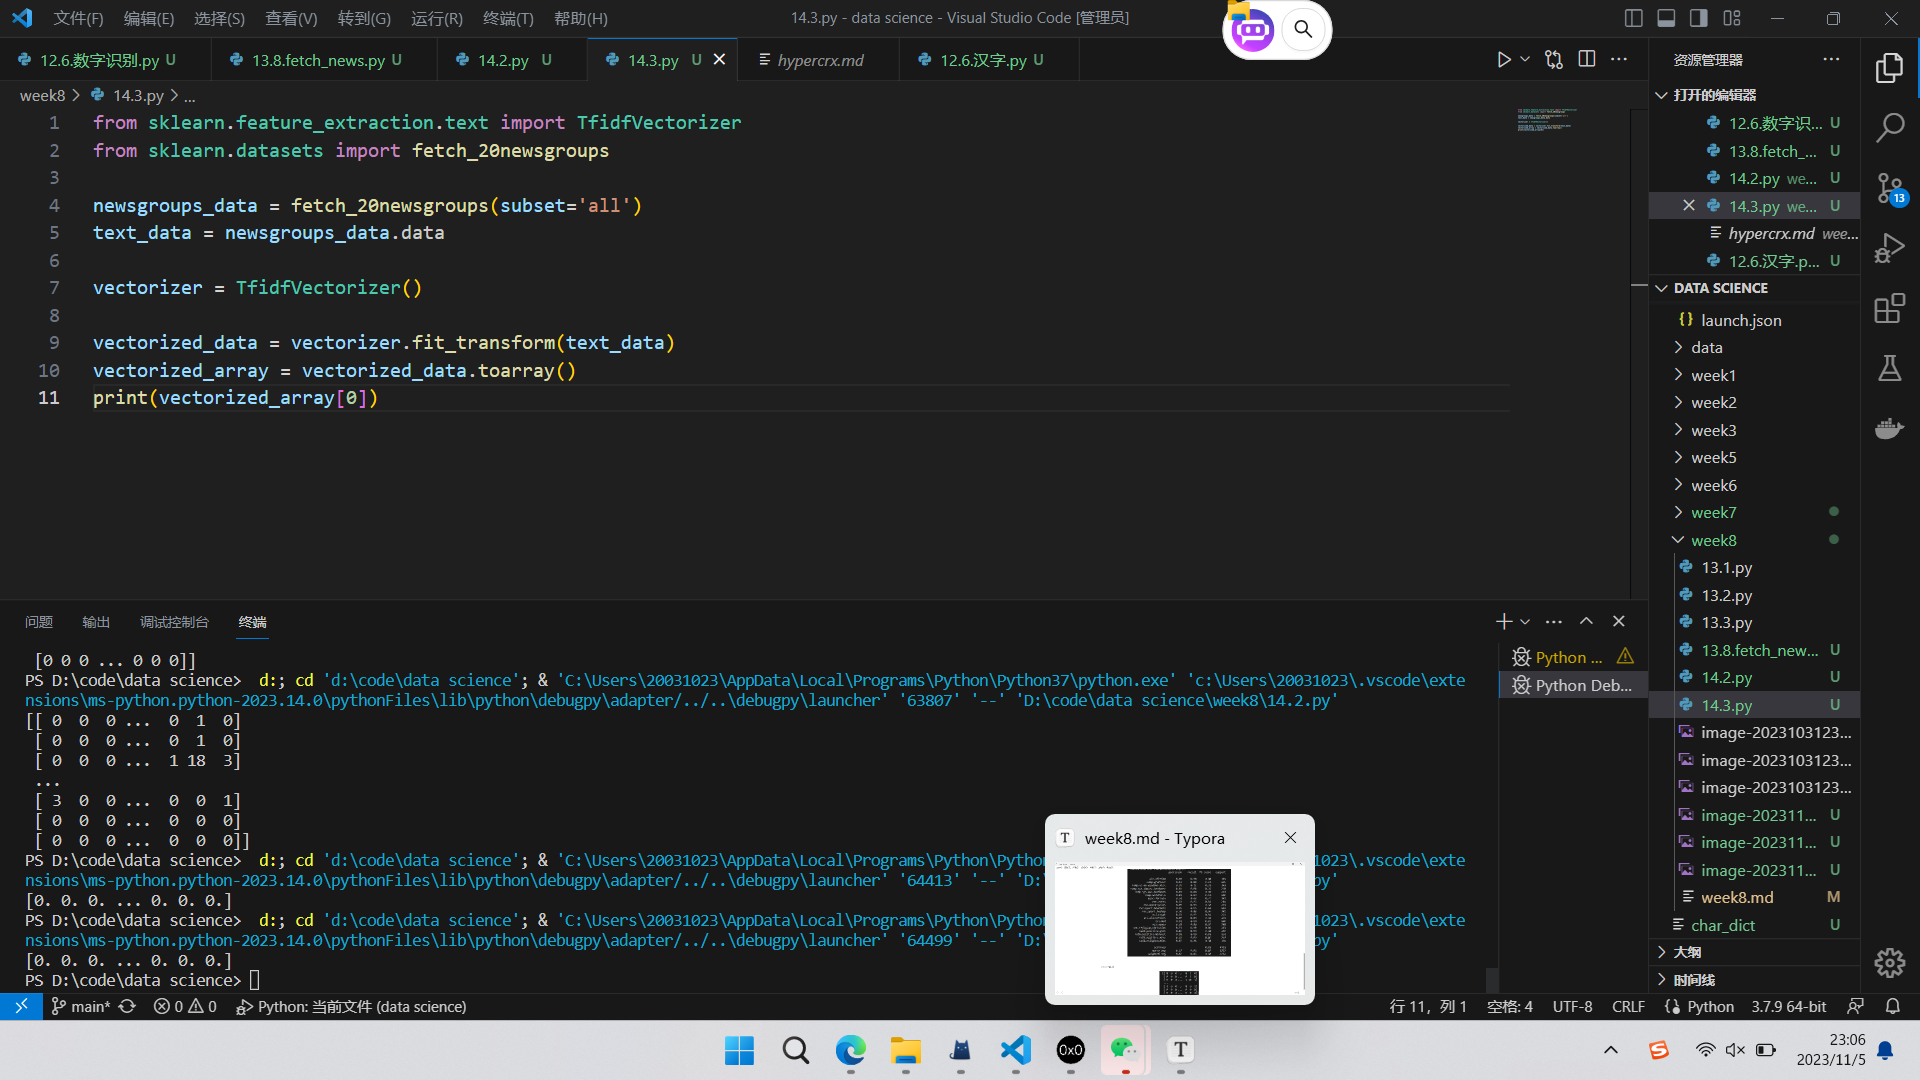 文件(F) 编辑(E) 选择(S) 查看(V) 转到(G) 运行(R) 终端(T) 帮助(H)
14.3.py - data science - Visual Studio Code [管理员]
12.6.数字识别.py U
13.8.fetch_news.py U
14.2.py U
14.3.py U
hypercrx.md
12.6.汉字.py U
week8 > 14.3.py > ...
1 from sklearn.feature_extraction.text import TfidfVectorizer
2 from sklearn.datasets import fetch_20newsgroups
3
4 newsgroups_data = fetch_20newsgroups(subset='all')
5 text_data = newsgroups_data.data
6
7 vectorizer = TfidfVectorizer()
8
9 vectorized_data = vectorizer.fit_transform(text_data)
10 vectorized_array = vectorized_data.toarray()
11 print(vectorized_array[0])
问题 输出 调试控制台 终端
[0 0 0 ... 0 0 0]]
PS D:\code\data science> d:; cd 'd:\code\data science'; & 'C:\Users\20031023\AppData\Local\Programs\Python\Python37\python.exe' 'c:\Users\20031023\.vscode\exte
nsions\ms-python.python-2023.14.0\pythonFiles\lib\python\debugpy\adapter/../..\debugpy\launcher' '63807' '--' 'D:\code\data science\week8\14.2.py'
[[ 0 0 0 ... 0 1 0]
[ 0 0 0 ... 0 1 0]
[ 0 0 0 ... 1 18 3]
...
[ 3 0 0 ... 0 0 1]
[ 0 0 0 ... 0 0 0]
[ 0 0 0 ... 0 0 0]]
PS D:\code\data science> d:; cd 'd:\code\data science'; & 'C:\Users\20031023\AppData\Local\Programs\Python\Pytho 1023\.vscode\exte
nsions\ms-python.python-2023.14.0\pythonFiles\lib\python\debugpy\adapter/../..\debugpy\launcher' '64413' '--' 'D: py'
[0. 0. 0. ... 0. 0. 0.]
PS D:\code\data science> d:; cd 'd:\code\data science'; & 'C:\Users\20031023\AppData\Local\Programs\Python\Pytho 1023\.vscode\exte
nsions\ms-python.python-2023.14.0\pythonFiles\lib\python\debugpy\adapter/../..\debugpy\launcher' '64499' '--' 'D: py'
[0. 0. 0. ... 0. 0. 0.]
PS D:\code\data science>
Python ...
Python Deb...
week8.md - Typora
资源管理器
打开的编辑器
12.6.数字识... U
13.8.fetch_... U
14.2.py we... U
14.3.py we... U
hypercrx.md wee...
12.6.汉字.p... U
DATA SCIENCE
launch.json
data
week1
week2
week3
week5
week6
week7
week8
13.1.py
13.2.py
13.3.py
13.8.fetch_new... U
14.2.py U
14.3.py U
image-2023103123...
image-2023103123...
image-2023103123...
image-202311... U
image-202311... U
image-202311... U
week8.md M
char_dict U
大纲
时间线
13
main* 0 0 Python: 当前文件 (data science)
行 11，列 1 空格: 4 UTF-8 CRLF Python 3.7.9 64-bit
0x0
T
23:06
2023/11/5